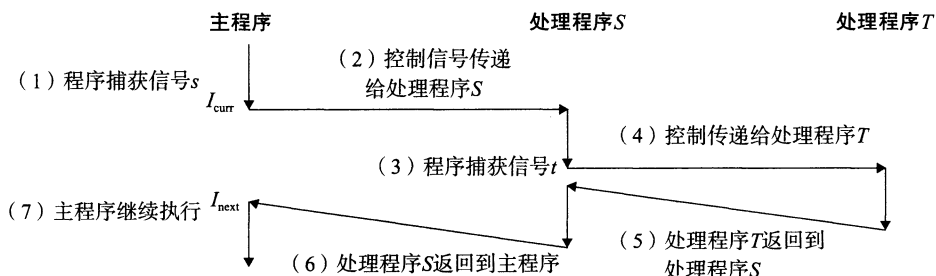 主程序
处理程序S
处理程序T
(1)程序捕获信号s
(2)控制信号传递
给处理程序S
Icurr
(3)程序捕获信号t
(4)控制传递给处理程序T
(7)主程序继续执行
Inext
(5)处理程序T返回到
处理程序S
(6)处理程序S返回到主程序